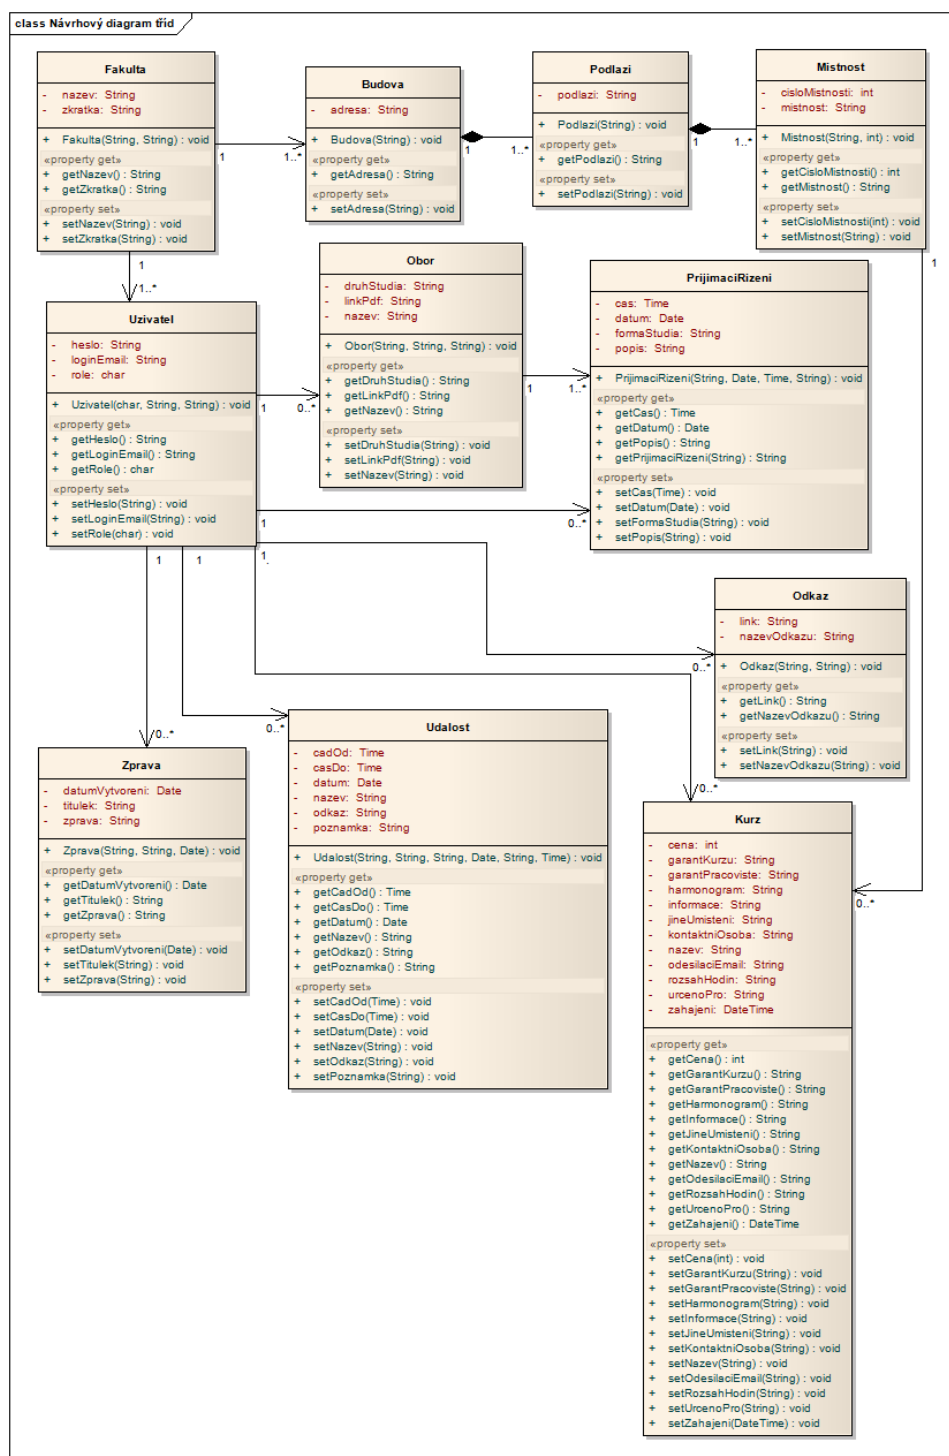 class Návrhový diagram tříd
Fakulta
- nazev: String
- zkratka: String
+ Fakulta(String, String) : void
«property get»
+ getNazev() : String
+ getZkratka() : String
«property set»
+ setNazev(String) : void
+ setZkratka(String) : void
1
1..*
Budova
- adresa: String
+ Budova(String) : void
«property get»
+ getAdresa() : String
«property set»
+ setAdresa(String) : void
1
1..*
Podlazi
- podlazi: String
+ Podlazi(String) : void
«property get»
+ getPodlazi() : String
«property set»
+ setPodlazi(String) : void
1
1..*
Mistnost
- cisloMistnosti: int
- mistnost: String
+ Mistnost(String, int) : void
«property get»
+ getCisloMistnosti() : int
+ getMistnost() : String
«property set»
+ setCisloMistnosti(int) : void
+ setMistnost(String) : void
1
1
1..*
Uzivatel
- heslo: String
- loginEmail: String
- role: char
+ Uzivatel(char, String, String) : void
«property get»
+ getHeslo() : String
+ getLoginEmail() : String
+ getRole() : char
«property set»
+ setHeslo(String) : void
+ setLoginEmail(String) : void
+ setRole(char) : void
1
0..*
Obor
- druhStudia: String
- linkPdf: String
- nazev: String
+ Obor(String, String, String) : void
«property get»
+ getDruhStudia() : String
+ getLinkPdf() : String
+ getNazev() : String
«property set»
+ setDruhStudia(String) : void
+ setLinkPdf(String) : void
+ setNazev(String) : void
1
1..*
PrijimaciRizeni
- cas: Time
- datum: Date
- formaStudia: String
- popis: String
+ PrijimaciRizeni(String, Date, Time, String) : void
«property get»
+ getCas() : Time
+ getDatum() : Date
+ getPopis() : String
+ getPrijimaciRizeni(String) : String
«property set»
+ setCas(Time) : void
+ setDatum(Date) : void
+ setFormaStudia(String) : void
+ setPopis(String) : void
1
0..*
1
1
1.
Odkaz
- link: String
- nazevOdkazu: String
+ Odkaz(String, String) : void
«property get»
+ getLink() : String
+ getNazevOdkazu() : String
«property set»
+ setLink(String) : void
+ setNazevOdkazu(String) : void
0..*
0..*
0..*
Zprava
- datumVytvoreni: Date
- titulek: String
- zprava: String
+ Zprava(String, String, Date) : void
«property get»
+ getDatumVytvoreni() : Date
+ getTitulek() : String
+ getZprava() : String
«property set»
+ setDatumVytvoreni(Date) : void
+ setTitulek(String) : void
+ setZprava(String) : void
Udalost
- cadOd: Time
- casDo: Time
- datum: Date
- nazev: String
- odkaz: String
- poznamka: String
+ Udalost(String, String, String, Date, String, Time) : void
«property get»
+ getCadOd() : Time
+ getCasDo() : Time
+ getDatum() : Date
+ getNazev() : String
+ getOdkaz() : String
+ getPoznamka() : String
«property set»
+ setCadOd(Time) : void
+ setCasDo(Time) : void
+ setDatum(Date) : void
+ setNazev(String) : void
+ setOdkaz(String) : void
+ setPoznamka(String) : void
0..*
0..*
Kurz
- cena: int
- garantKurzu: String
- garantPracoviste: String
- harmonogram: String
- informace: String
- jineUmisteni: String
- kontaktniOsoba: String
- nazev: String
- odesilaciEmail: String
- rozsahHodin: String
- urcenoPro: String
- zahajeni: DateTime
«property get»
+ getCena() : int
+ getGarantKurzu() : String
+ getGarantPracoviste() : String
+ getHarmonogram() : String
+ getInformace() : String
+ getJineUmisteni() : String
+ getKontaktniOsoba() : String
+ getNazev() : String
+ getOdesilaciEmail() : String
+ getRozsahHodin() : String
+ getUrcenoPro() : String
+ getZahajeni() : DateTime
«property set»
+ setCena(int) : void
+ setGarantKurzu(String) : void
+ setGarantPracoviste(String) : void
+ setHarmonogram(String) : void
+ setInformace(String) : void
+ setJineUmisteni(String) : void
+ setKontaktniOsoba(String) : void
+ setNazev(String) : void
+ setOdesilaciEmail(String) : void
+ setRozsahHodin(String) : void
+ setUrcenoPro(String) : void
+ setZahajeni(DateTime) : void